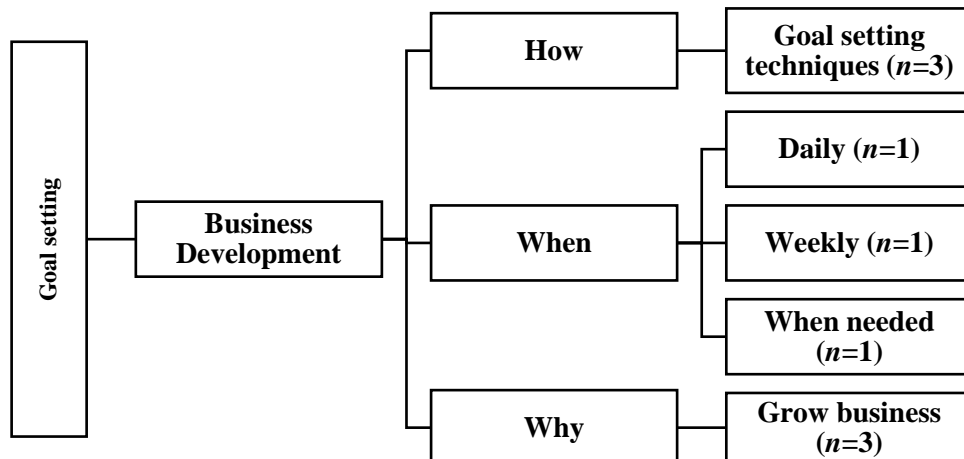 Goal setting
Business
Development
How
Goal setting
techniques (n=3)
When
Daily (n=1)
Weekly (n=1)
When needed
(n=1)
Why
Grow business
(n=3)